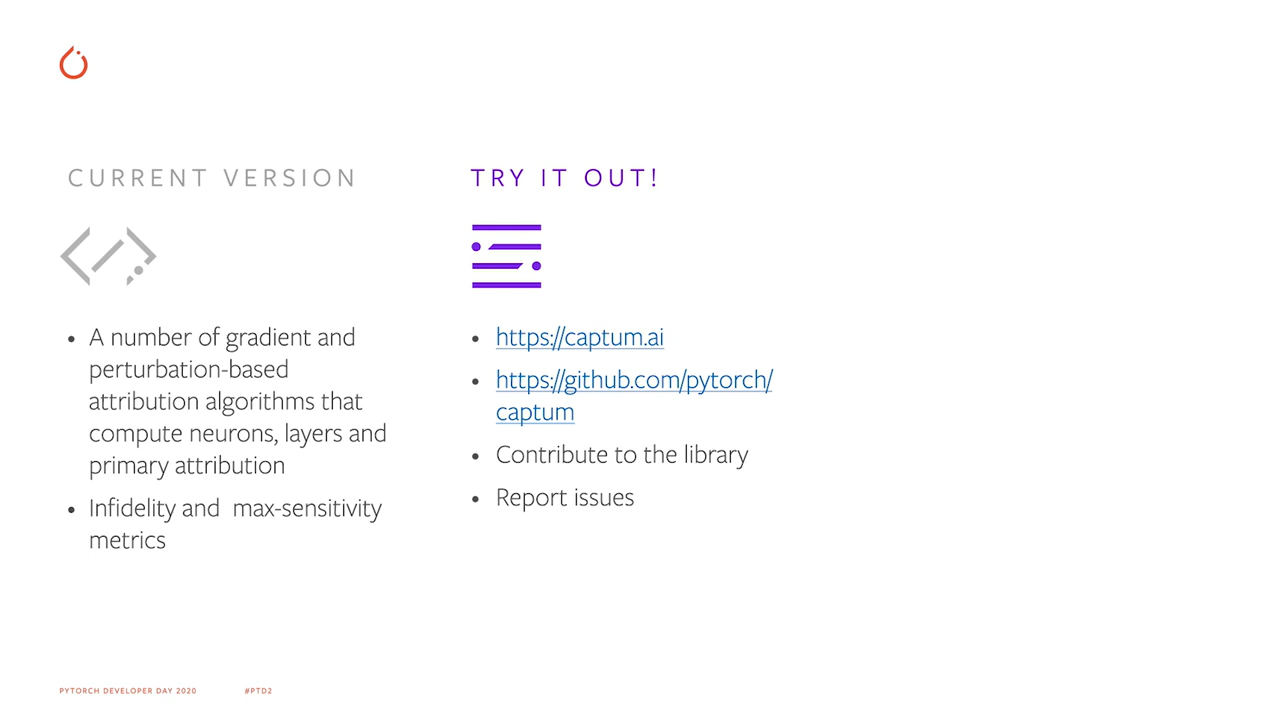 CURRENT VERSION
• A number of gradient and
perturbation-based
attribution algorithms that
compute neurons, layers and
primary attribution
• Infidelity and max-sensitivity
metrics
TRY IT OUT!
• https://captum.ai
• https://github.com/pytorch/
captum
• Contribute to the library
• Report issues
PYTORCH DEVELOPER DAY 2020 #PTD2